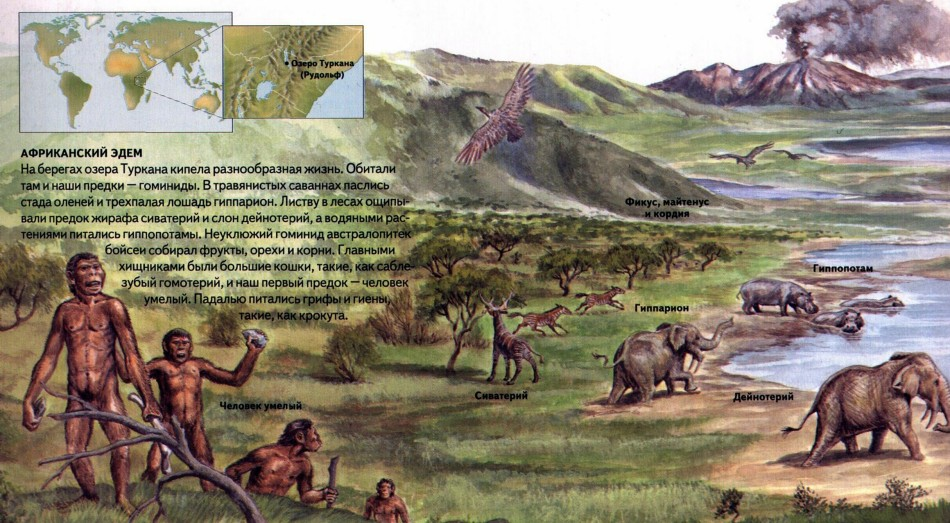 Озеро Туркана
(Рудольф)
АФРИКАНСКИЙ ЭДЕМ
На берегах озера Туркана кипела разнообразная жизнь. Обитали
там и наши предки — гоминиды. В травянистых саваннах паслись
стада оленей и трехпалая лошадь гиппарион. Листву в лесах ощипы-
вали предок жирафа сиватерий и слон дейнотерий, а водяными рас-
тениями питались гиппопотамы. Неуклюжий гоминид австралопитек
бойсеи собирал фрукты, орехи и корни. Главными
хищниками были большие кошки, такие, как сабле-
зубый гомотерий, и наш первый предок — человек
умелый. Падалью питались грифы и гиены,
такие, как крокута.
Фикус, майтенус
и кордия
Гиппопотам
Гиппарион
Сиватерий
Дейнотерий
Человек умелый